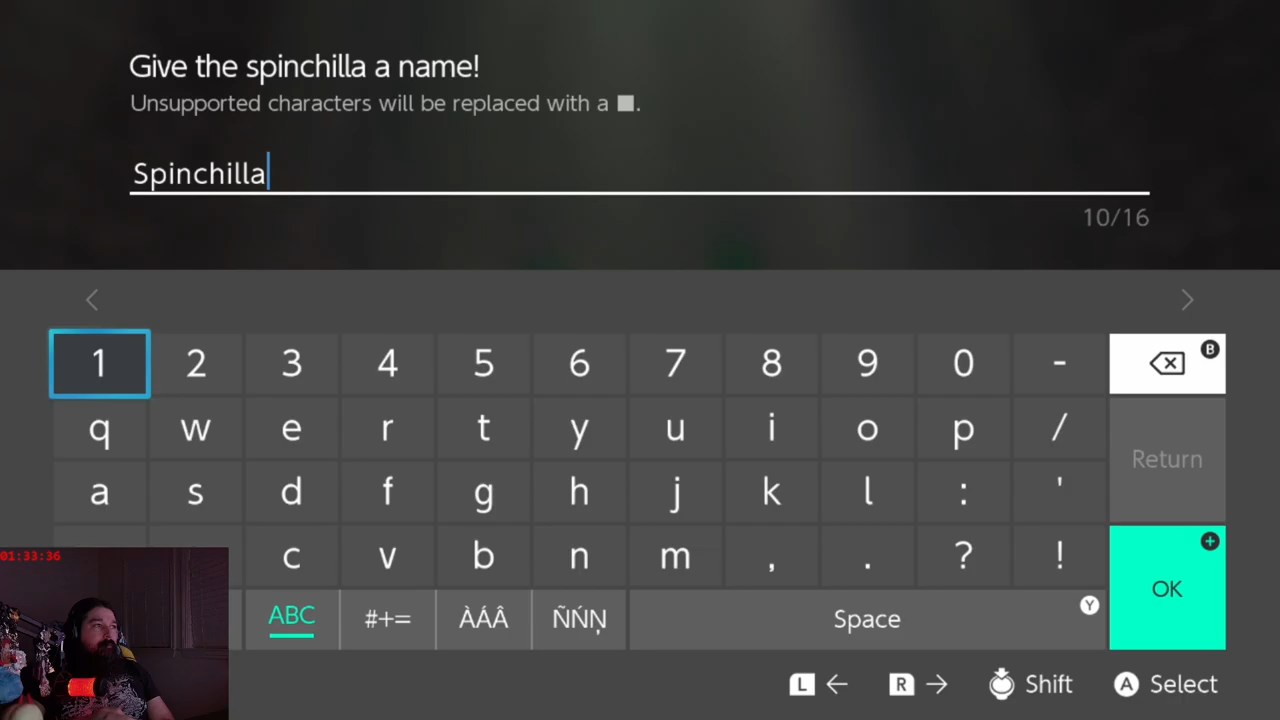 Give the spinchilla a name!
Unsupported characters will be replaced with a ■.
Spinchilla
10/16
1 2 3 4 5 6 7 8 9 0 - B
q w e r t y u i o p /
Return
a s d f g h j k l : '
c v b n m , . ? ! +
OK
01:33:36
ABC #+= ÀÁÂ ÑŃŅ Space Y
L ← R → Shift A Select